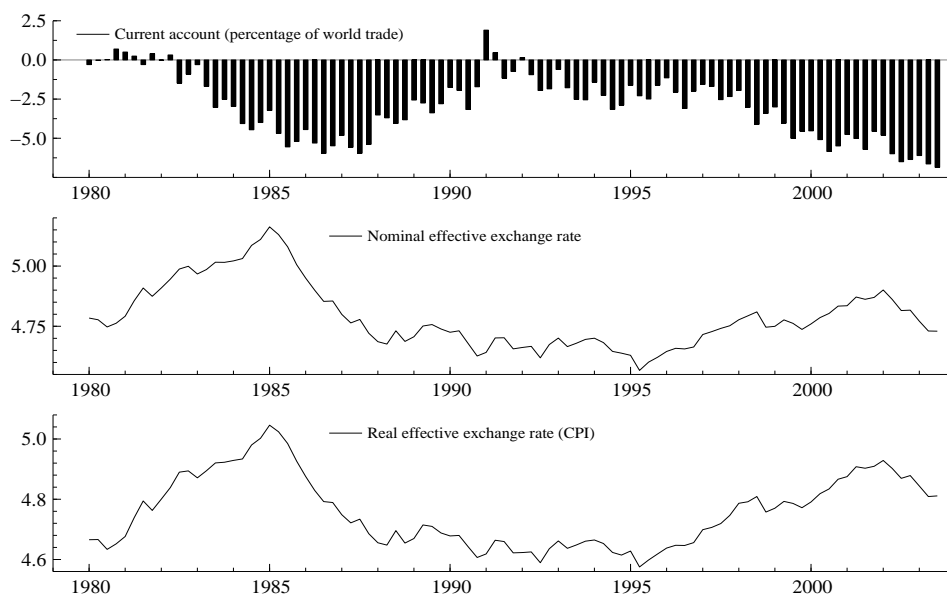 2.5
Current account (percentage of world trade)
0.0
−2.5
−5.0
1980 1985 1990 1995 2000
Nominal effective exchange rate
5.00
4.75
1980 1985 1990 1995 2000
Real effective exchange rate (CPI)
5.0
4.8
4.6
1980 1985 1990 1995 2000